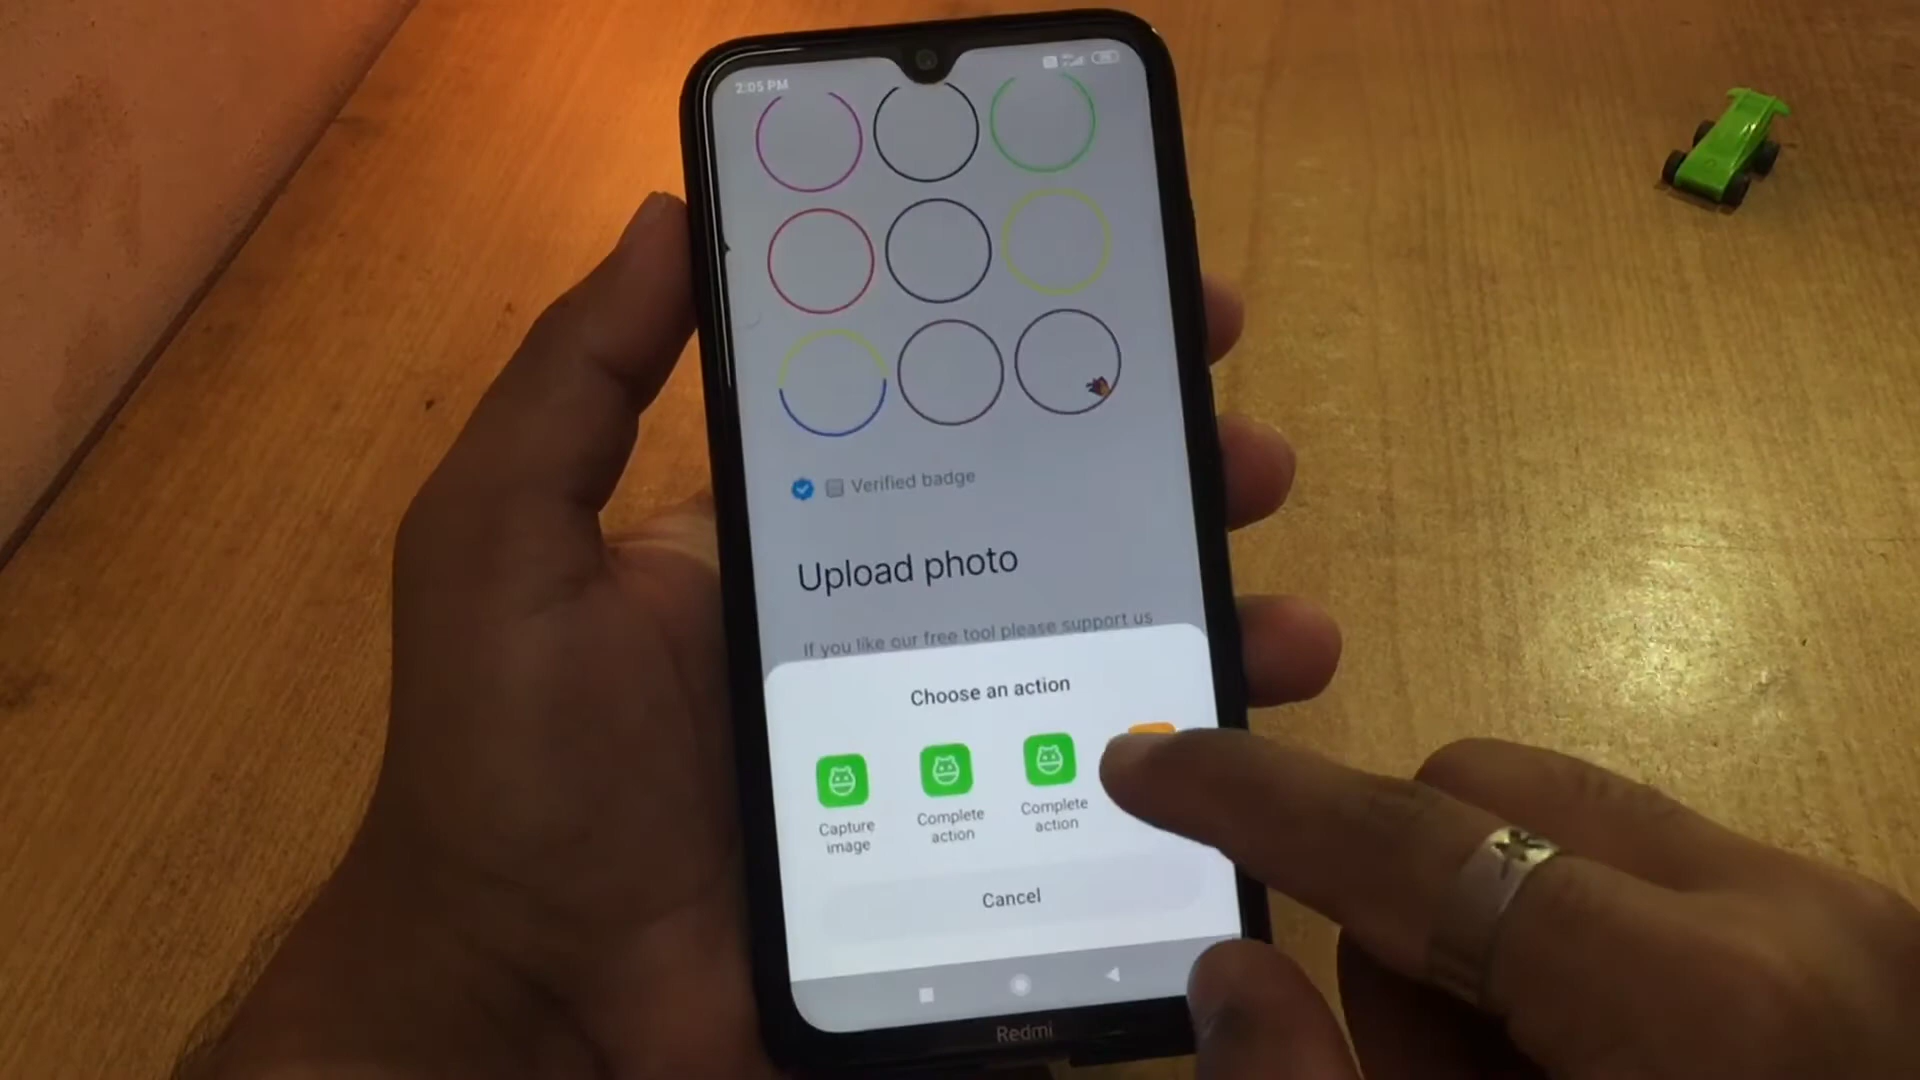 2:05 PM
Verified badge
Upload photo
If you like our free tool please support us
Choose an action
Capture
image
Complete
action
Complete
action
Cancel
Redmi